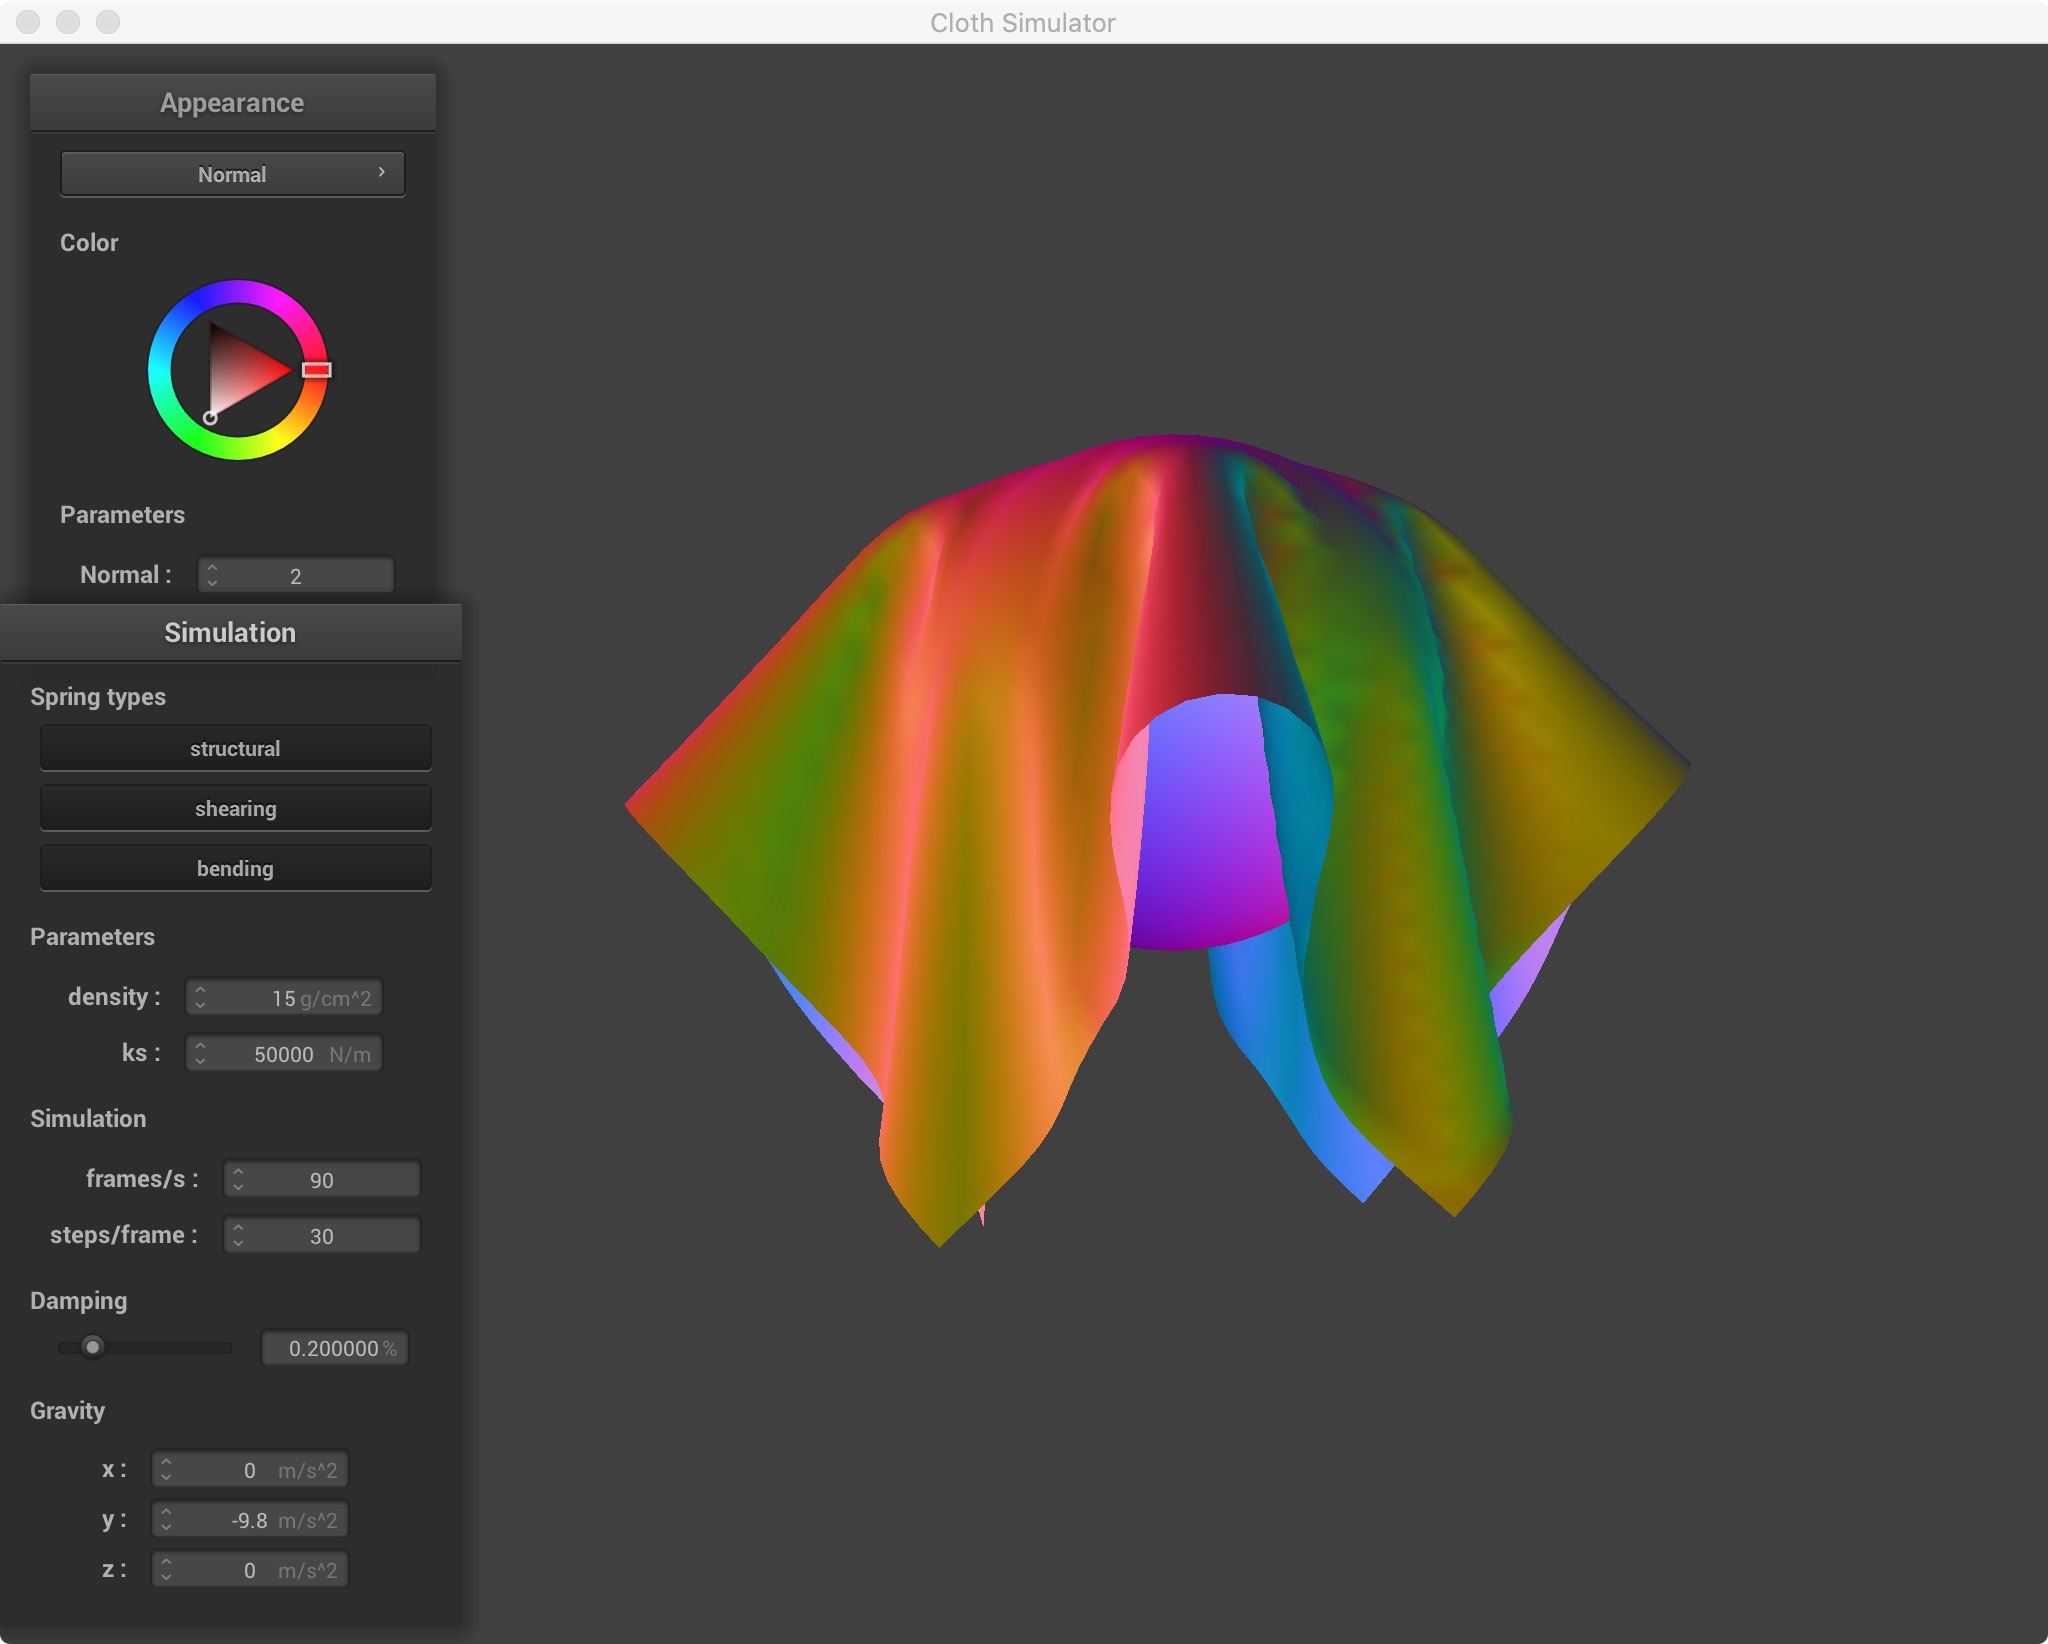 Cloth Simulator
Appearance
Normal
Color
Parameters
Normal : 2
Simulation
Spring types
structural
shearing
bending
Parameters
density : 15 g/cm^2
ks : 50000 N/m
Simulation
frames/s : 90
steps/frame : 30
Damping
0.200000 %
Gravity
x : 0 m/s^2
y : -9.8 m/s^2
z : 0 m/s^2